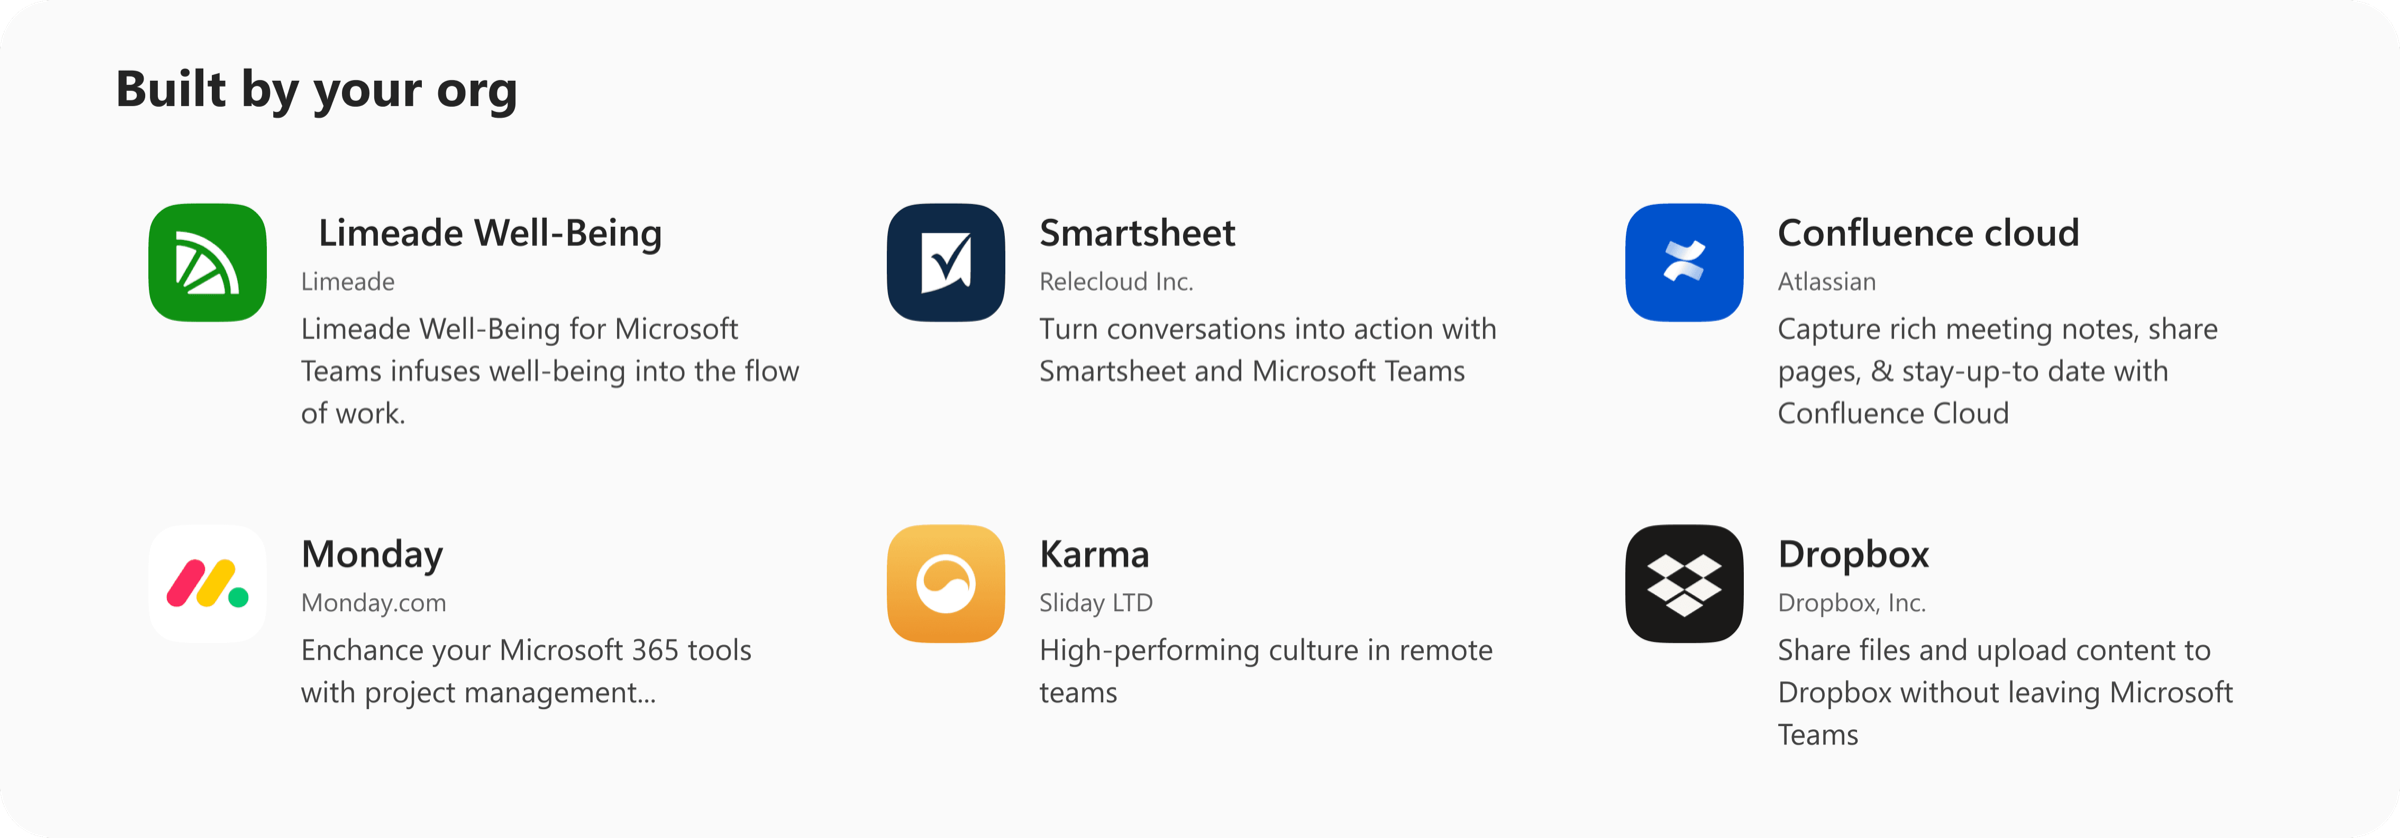 Built by your org
Limeade Well-Being
Limeade
Limeade Well-Being for Microsoft
Teams infuses well-being into the flow
of work.
Smartsheet
Relecloud Inc.
Turn conversations into action with
Smartsheet and Microsoft Teams
Confluence cloud
Atlassian
Capture rich meeting notes, share
pages, & stay-up-to date with
Confluence Cloud
Monday
Monday.com
Enchance your Microsoft 365 tools
with project management...
Karma
Sliday LTD
High-performing culture in remote
teams
Dropbox
Dropbox, Inc.
Share files and upload content to
Dropbox without leaving Microsoft
Teams